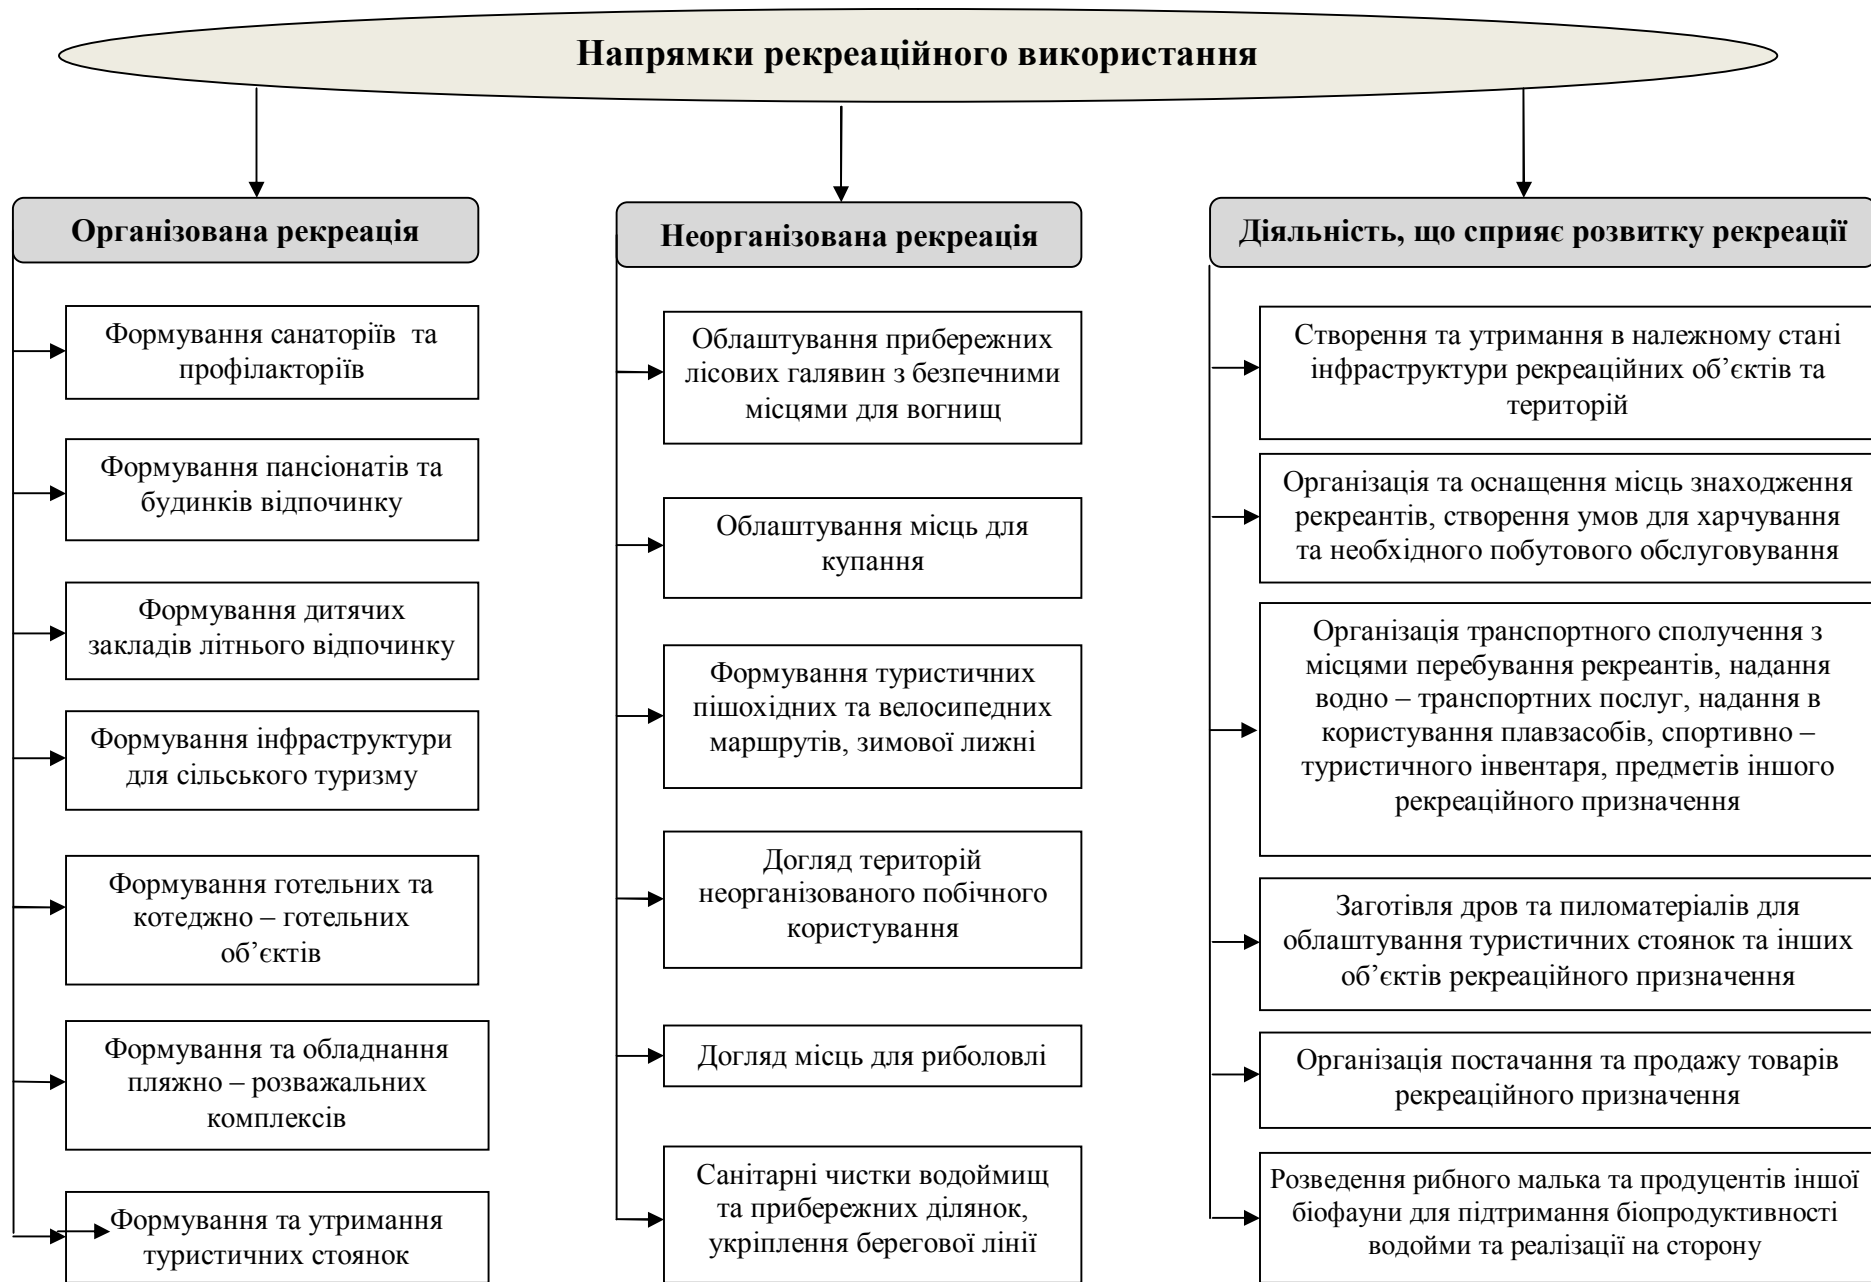 Напрямки рекреаційного використання
Організована рекреація
Формування санаторіїв та
профілакторіїв
Формування пансіонатів та
будинків відпочинку
Формування дитячих
закладів літнього відпочинку
Формування інфраструктури
для сільського туризму
Формування готельних та
котеджно – готельних
об’єктів
Формування та обладнання
пляжно – розважальних
комплексів
Формування та утримання
туристичних стоянок
Неорганізована рекреація
Облаштування прибережних
лісових галявин з безпечними
місцями для вогнищ
Облаштування місць для
купання
Формування туристичних
пішохідних та велосипедних
маршрутів, зимової лижні
Догляд територій
неорганізованого побічного
користування
Догляд місць для риболовлі
Санітарні чистки водоймищ
та прибережних ділянок,
укріплення берегової лінії
Діяльність, що сприяє розвитку рекреації
Створення та утримання в належному стані
інфраструктури рекреаційних об’єктів та
територій
Організація та оснащення місць знаходження
рекреантів, створення умов для харчування
та необхідного побутового обслуговування
Організація транспортного сполучення з
місцями перебування рекреантів, надання
водно – транспортних послуг, надання в
користування плавзасобів, спортивно –
туристичного інвентаря, предметів іншого
рекреаційного призначення
Заготівля дров та пиломатеріалів для
облаштування туристичних стоянок та інших
об’єктів рекреаційного призначення
Організація постачання та продажу товарів
рекреаційного призначення
Розведення рибного малька та продуцентів іншої
біофауни для підтримання біопродуктивності
водойми та реалізації на сторону